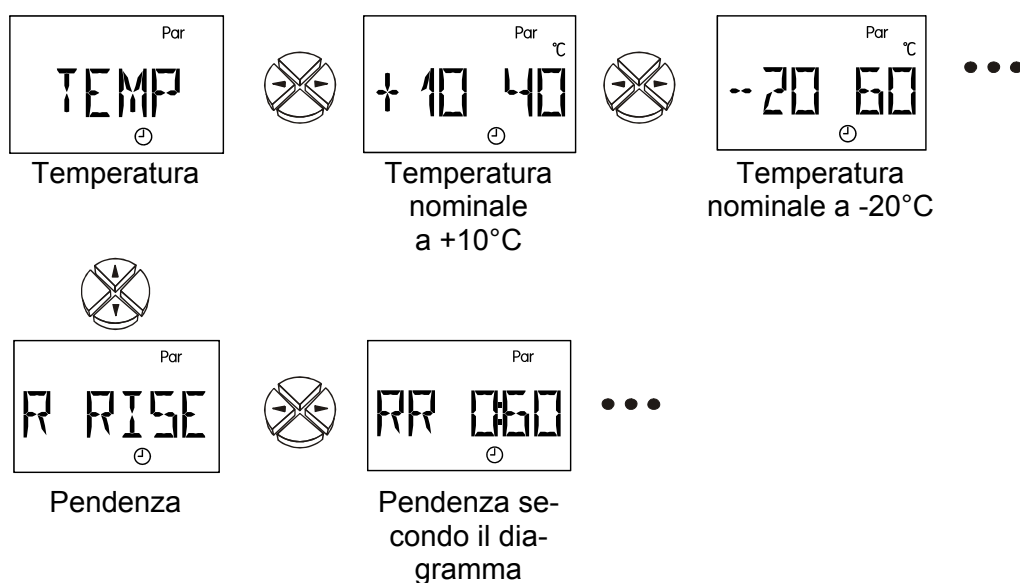 Par
TEMP
Temperatura
Par
°C
+10 40
Temperatura
nominale
a +10°C
Par
°C
-20 60
Temperatura
nominale a -20°C
Par
R RISE
Pendenza
Par
RR 0:60
Pendenza se-
condo il dia-
gramma